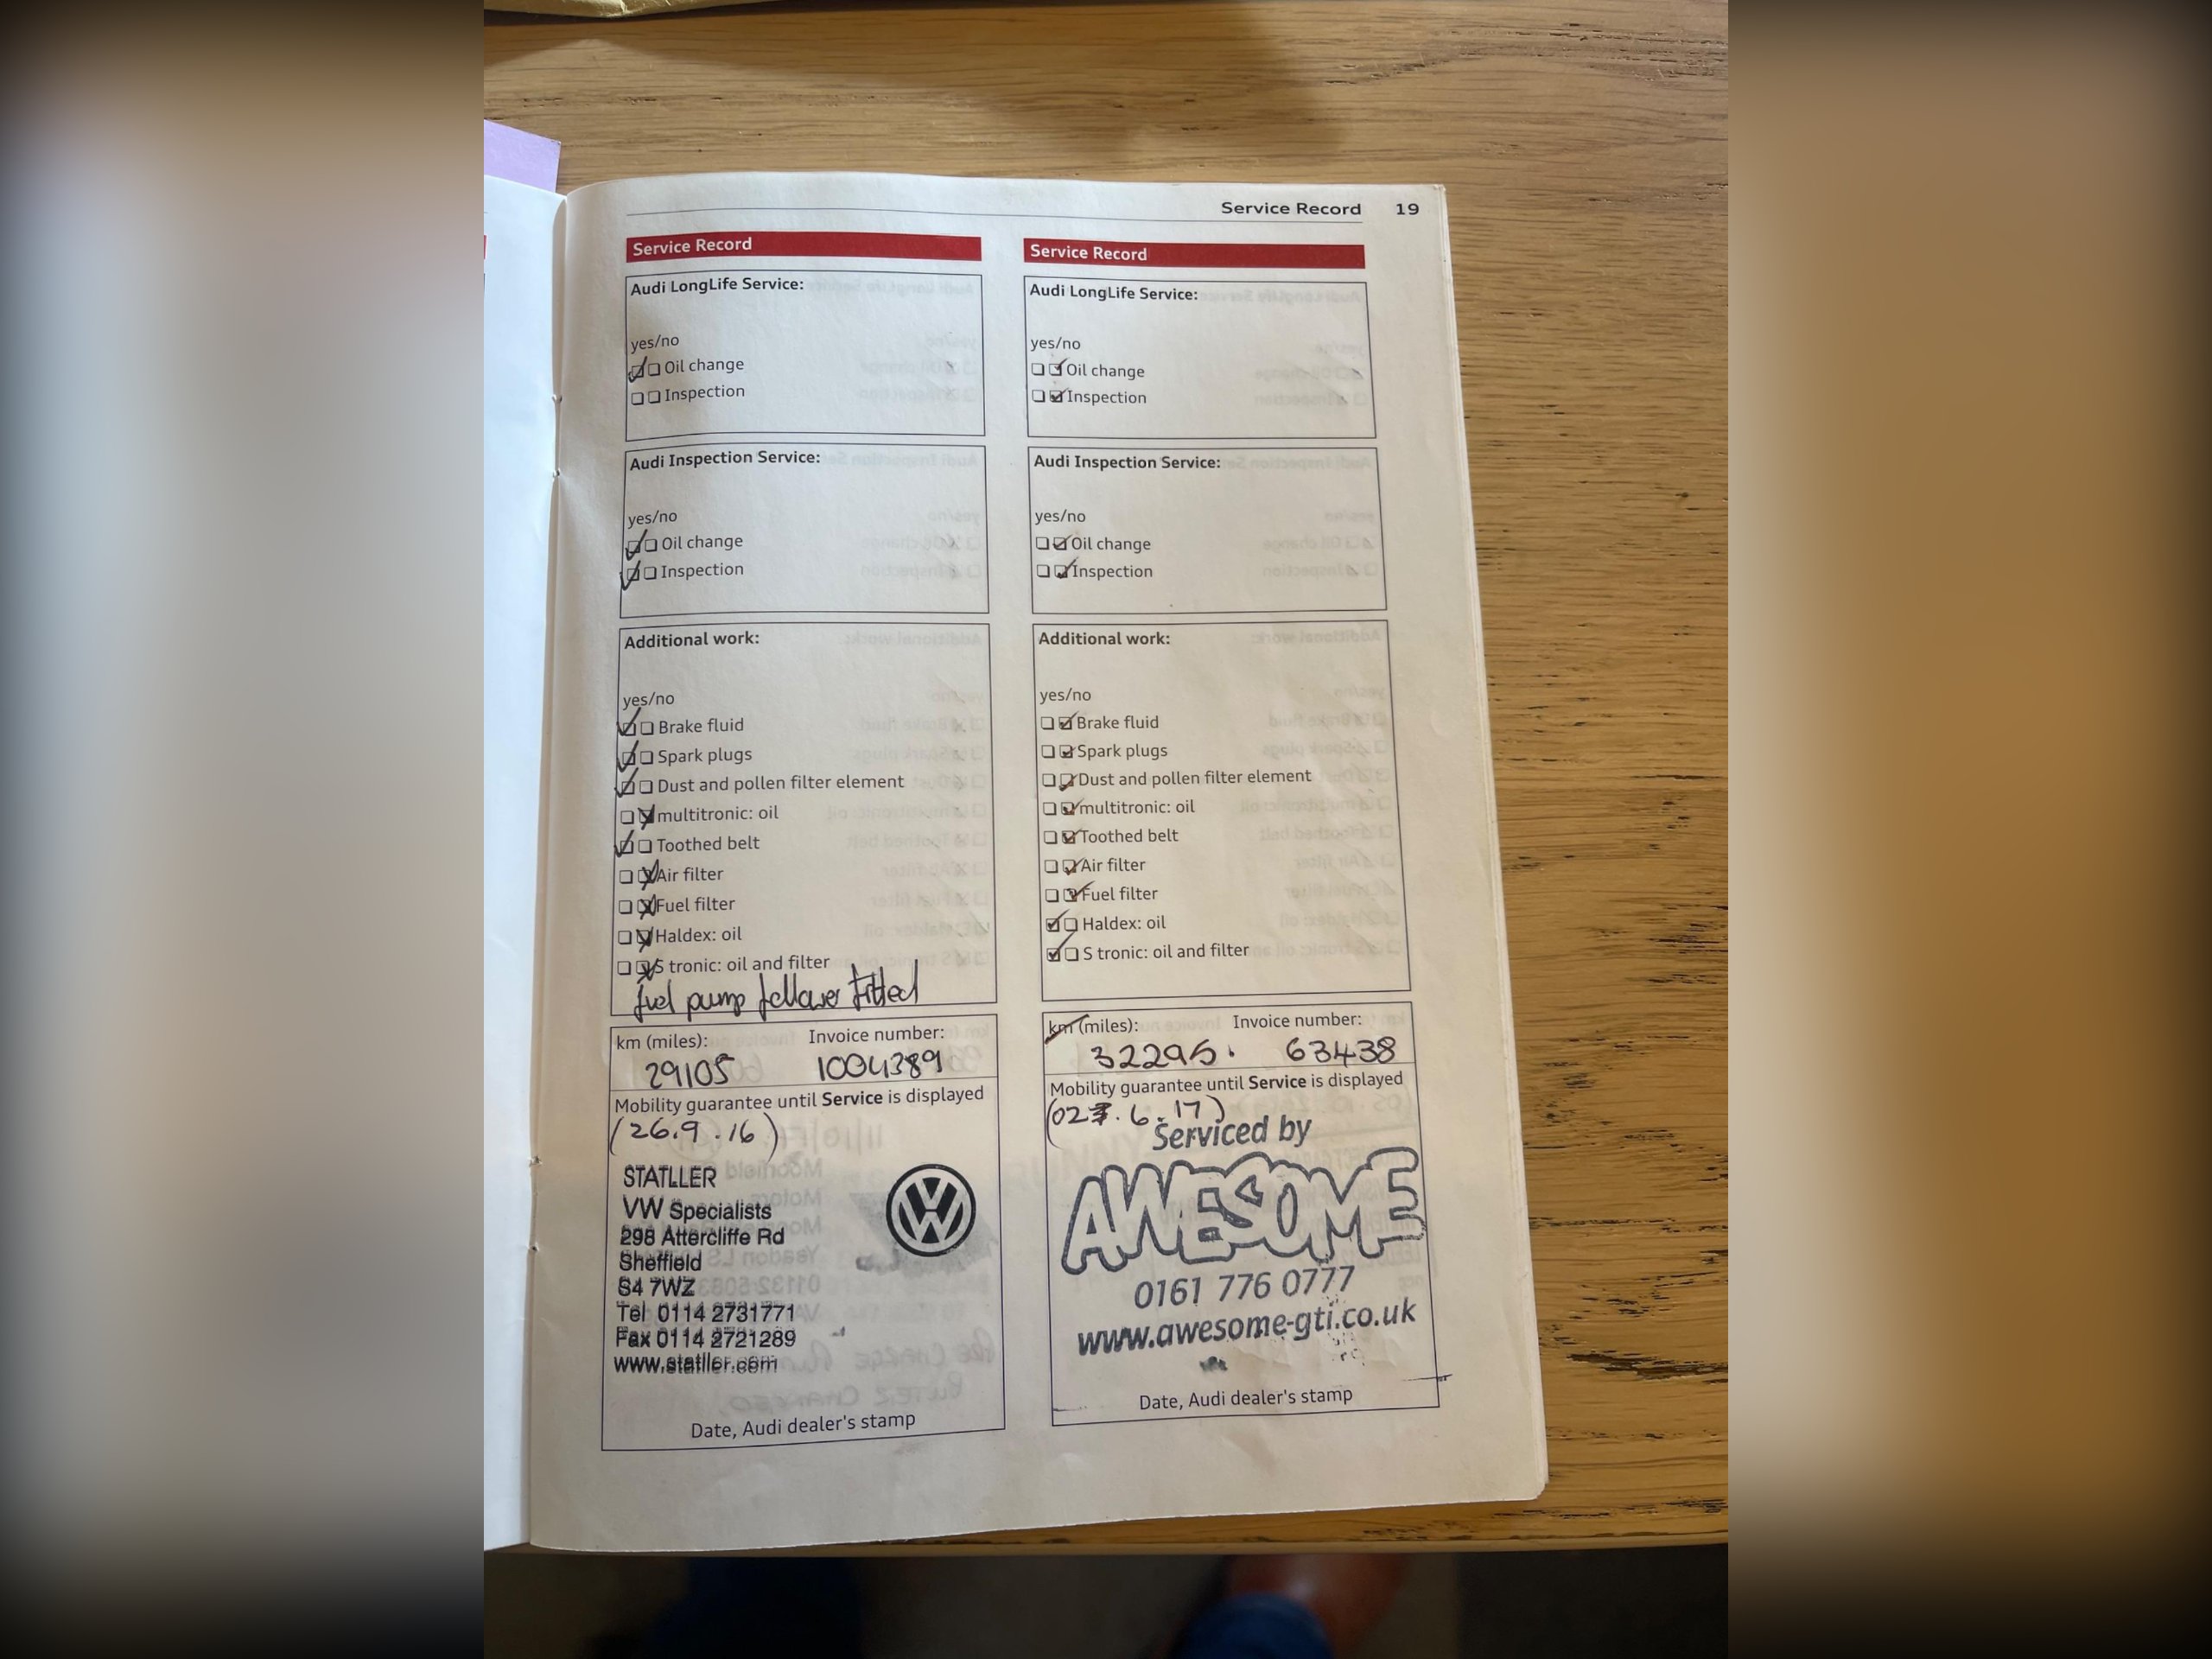 Service Record 19
Service Record
Audi LongLife Service:
yes/no
Oil change
Inspection
Audi Inspection Service:
yes/no
Oil change
Inspection
Additional work:
yes/no
Brake fluid
Spark plugs
Dust and pollen filter element
multitronic: oil
Toothed belt
Air filter
Fuel filter
Haldex: oil
S tronic: oil and filter
fuel pump follower fitted
km (miles): Invoice number:
29105 1004389
Mobility guarantee until Service is displayed
(26.9.16)
STATLLER
VW Specialists
298 Attercliffe Rd
Sheffield
S4 7WZ
Tel 0114 2731771
Fax 0114 2721289
www.statller.com
Date, Audi dealer's stamp
Service Record
Audi LongLife Service:
yes/no
Oil change
Inspection
Audi Inspection Service:
yes/no
Oil change
Inspection
Additional work:
yes/no
Brake fluid
Spark plugs
Dust and pollen filter element
multitronic: oil
Toothed belt
Air filter
Fuel filter
Haldex: oil
S tronic: oil and filter
km (miles): Invoice number:
32295. 63438
Mobility guarantee until Service is displayed
Serviced by
AWESOME
0161 776 0777
www.awesome-gti.co.uk
Date, Audi dealer's stamp